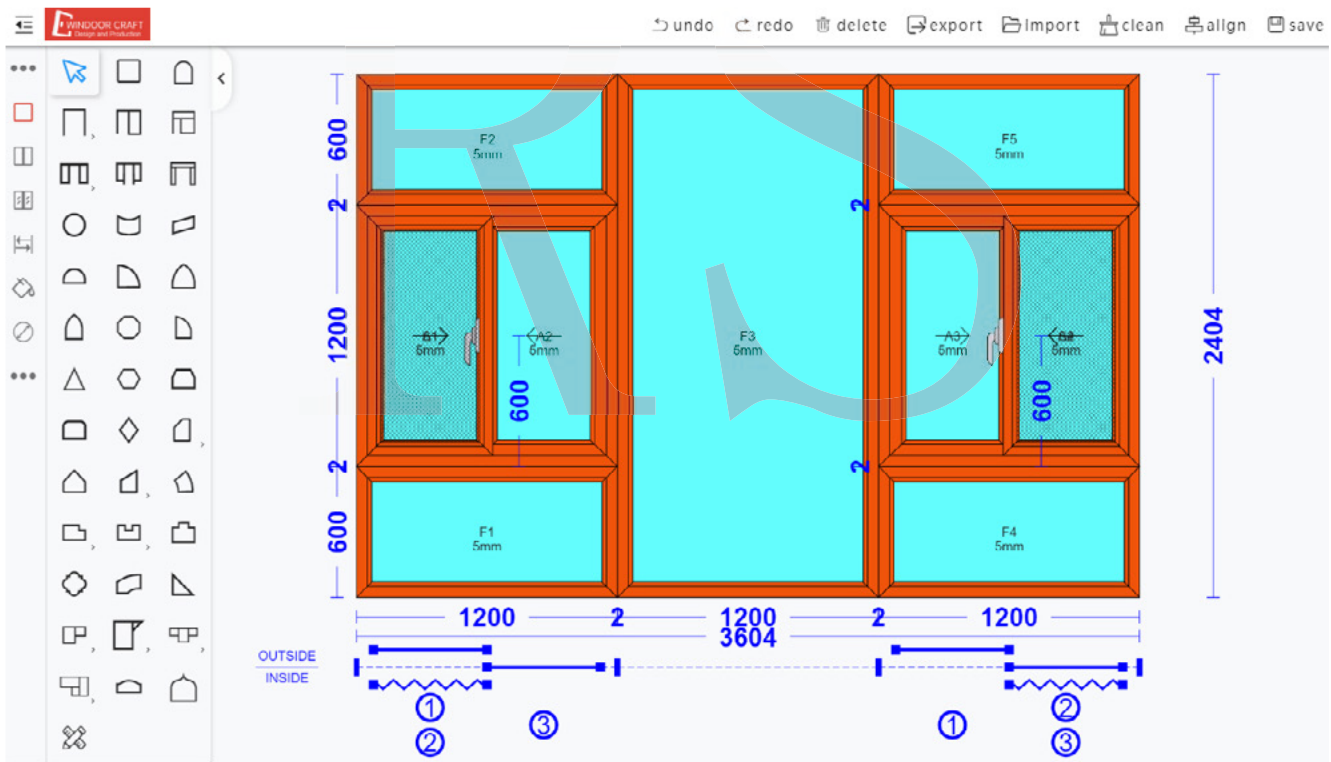 WINDOOR CRAFT
Design and Production
undo redo delete export Import clean align save
600
F2
5mm
F5
5mm
2
2
1200
5mm
A2
5mm
F3
5mm
A3
5mm
5mm
2404
600
600
2
2
600
F1
5mm
F4
5mm
1200 2 1200 2 1200
3604
OUTSIDE
INSIDE
① ③ ① ②
② ③